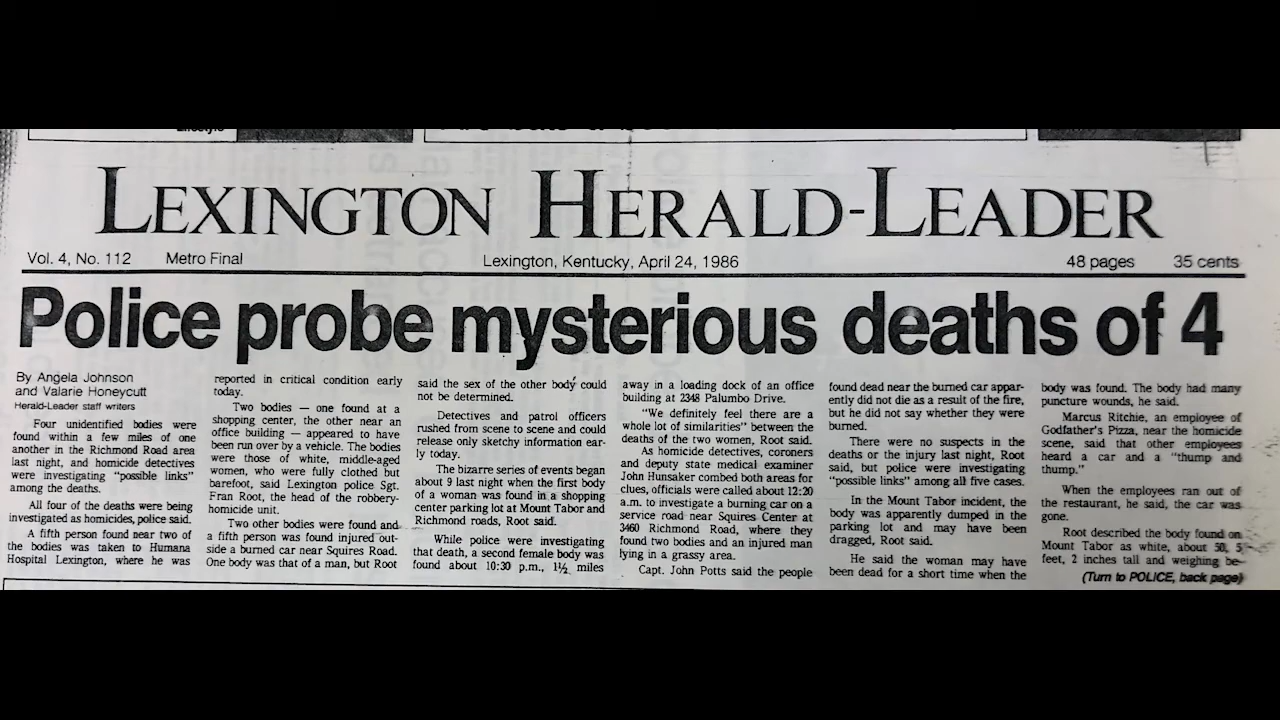 Lifestyle
LEXINGTON HERALD-LEADER
Vol. 4, No. 112 Metro Final Lexington, Kentucky, April 24, 1986 48 pages 35 cents
Police probe mysterious deaths of 4
By Angela Johnson
and Valarie Honeycutt
Herald-Leader staff writers
Four unidentified bodies were
found within a few miles of one
another in the Richmond Road area
last night, and homicide detectives
were investigating "possible links"
among the deaths.
All four of the deaths were being
investigated as homicides, police said.
A fifth person found near two of
the bodies was taken to Humana
Hospital Lexington, where he was
reported in critical condition early
today.
Two bodies — one found at a
shopping center, the other near an
office building — appeared to have
been run over by a vehicle. The bodies
were those of white, middle-aged
women, who were fully clothed but
barefoot, said Lexington police Sgt.
Fran Root, the head of the robbery-
homicide unit.
Two other bodies were found and
a fifth person was found injured out-
side a burned car near Squires Road.
One body was that of a man, but Root
said the sex of the other body could
not be determined.
Detectives and patrol officers
rushed from scene to scene and could
release only sketchy information ear-
ly today.
The bizarre series of events began
about 9 last night when the first body
of a woman was found in a shopping
center parking lot at Mount Tabor and
Richmond roads, Root said.
While police were investigating
that death, a second female body was
found about 10:30 p.m., 1½ miles
away in a loading dock of an office
building at 2348 Palumbo Drive.
"We definitely feel there are a
whole lot of similarities" between the
deaths of the two women, Root said.
As homicide detectives, coroners
and deputy state medical examiner
John Hunsaker combed both areas for
clues, officials were called about 12:20
a.m. to investigate a burning car on a
service road near Squires Center at
3460 Richmond Road, where they
found two bodies and an injured man
lying in a grassy area.
Capt. John Potts said the people
found dead near the burned car appar-
ently did not die as a result of the fire,
but he did not say whether they were
burned.
There were no suspects in the
deaths or the injury last night, Root
said, but police were investigating
"possible links" among all five cases.
In the Mount Tabor incident, the
body was apparently dumped in the
parking lot and may have been
dragged, Root said.
He said the woman may have
been dead for a short time when the
body was found. The body had many
puncture wounds, he said.
Marcus Ritchie, an employee of
Godfather's Pizza, near the homicide
scene, said that other employees
heard a car and a "thump and
thump."
When the employees ran out of
the restaurant, he said, the car was
gone.
Root described the body found on
Mount Tabor as white, about 50, 5
feet, 2 inches tall and weighing be-
(Turn to POLICE, back page)